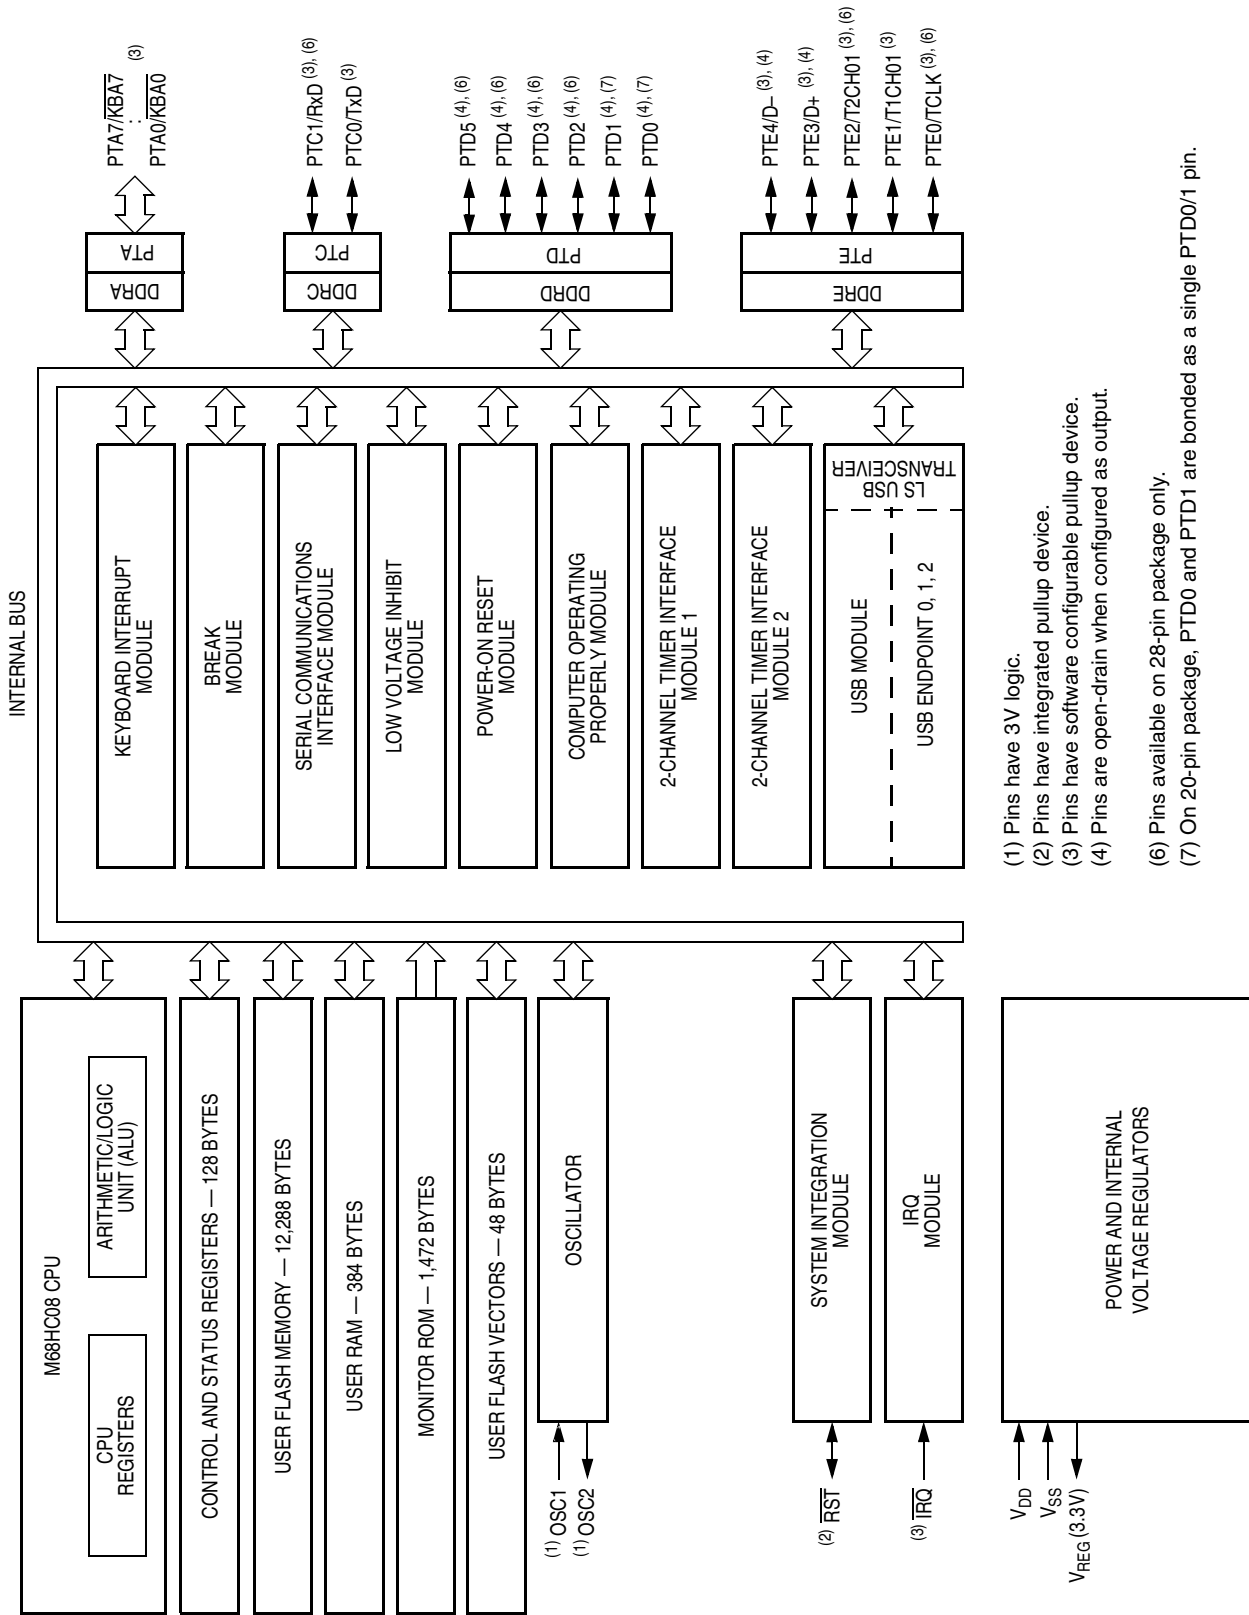 INTERNAL BUS
M68HC08 CPU
CPU
REGISTERS
ARITHMETIC/LOGIC
UNIT (ALU)
CONTROL AND STATUS REGISTERS — 128 BYTES
USER FLASH MEMORY — 12,288 BYTES
USER RAM — 384 BYTES
MONITOR ROM — 1,472 BYTES
USER FLASH VECTORS — 48 BYTES
(1) OSC1
(1) OSC2
OSCILLATOR
(2) RST
SYSTEM INTEGRATION
MODULE
(3) IRQ
IRQ
MODULE
VDD
VSS
VREG (3.3V)
POWER AND INTERNAL
VOLTAGE REGULATORS
KEYBOARD INTERRUPT
MODULE
BREAK
MODULE
SERIAL COMMUNICATIONS
INTERFACE MODULE
LOW VOLTAGE INHIBIT
MODULE
POWER-ON RESET
MODULE
COMPUTER OPERATING
PROPERLY MODULE
2-CHANNEL TIMER INTERFACE
MODULE 1
2-CHANNEL TIMER INTERFACE
MODULE 2
USB MODULE
USB ENDPOINT 0, 1, 2
LS USB
TRANSCEIVER
DDRA
PTA
PTA7/KBA7
:
PTA0/KBA0
(3)
DDRC
PTC
PTC1/RxD (3), (6)
PTC0/TxD (3)
DDRD
PTD
PTD5 (4), (6)
PTD4 (4), (6)
PTD3 (4), (6)
PTD2 (4), (6)
PTD1 (4), (7)
PTD0 (4), (7)
DDRE
PTE
PTE4/D– (3), (4)
PTE3/D+ (3), (4)
PTE2/T2CH01 (3), (6)
PTE1/T1CH01 (3)
PTE0/TCLK (3), (6)
(1) Pins have 3V logic.
(2) Pins have integrated pullup device.
(3) Pins have software configurable pullup device.
(4) Pins are open-drain when configured as output.
(6) Pins available on 28-pin package only.
(7) On 20-pin package, PTD0 and PTD1 are bonded as a single PTD0/1 pin.